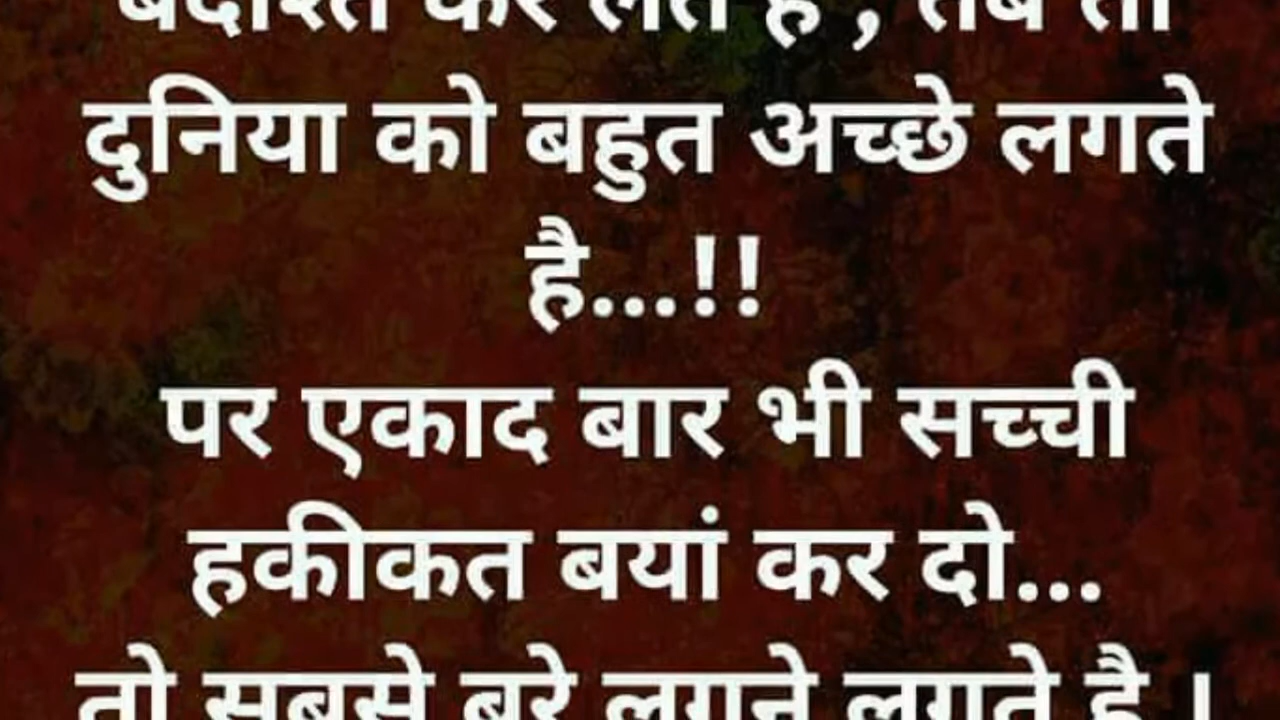 बर्दाश्त कर लेते है , तब तो
दुनिया को बहुत अच्छे लगते
है...!!
पर एकाद बार भी सच्ची
हकीकत बयां कर दो...
तो सबसे बुरे लगने लगते है ।